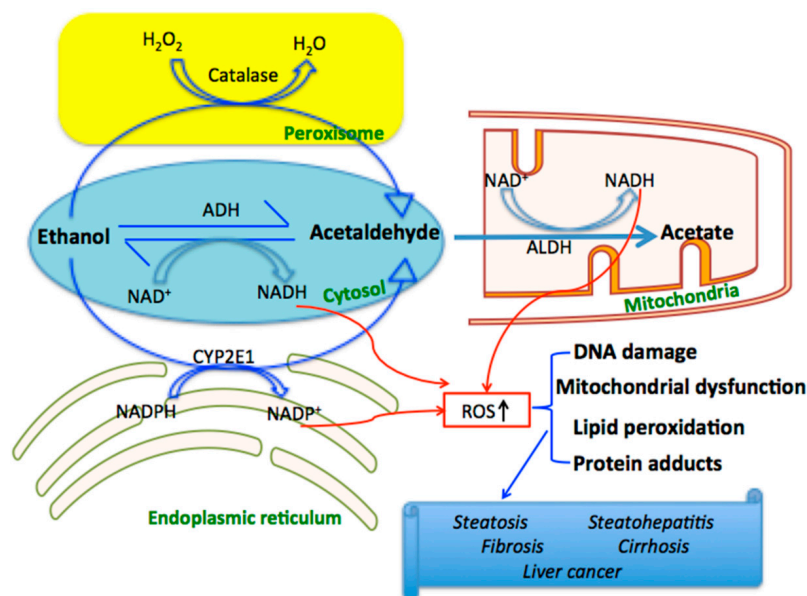 H₂O₂
H₂O
Catalase
Peroxisome
NAD⁺
NADH
ADH
Ethanol
Acetaldehyde
Acetate
ALDH
NAD⁺
NADH
Cytosol
Mitochondria
CYP2E1
NADPH
NADP⁺
ROS↑
DNA damage
Mitochondrial dysfunction
Lipid peroxidation
Protein adducts
Endoplasmic reticulum
Steatosis
Steatohepatitis
Fibrosis
Cirrhosis
Liver cancer